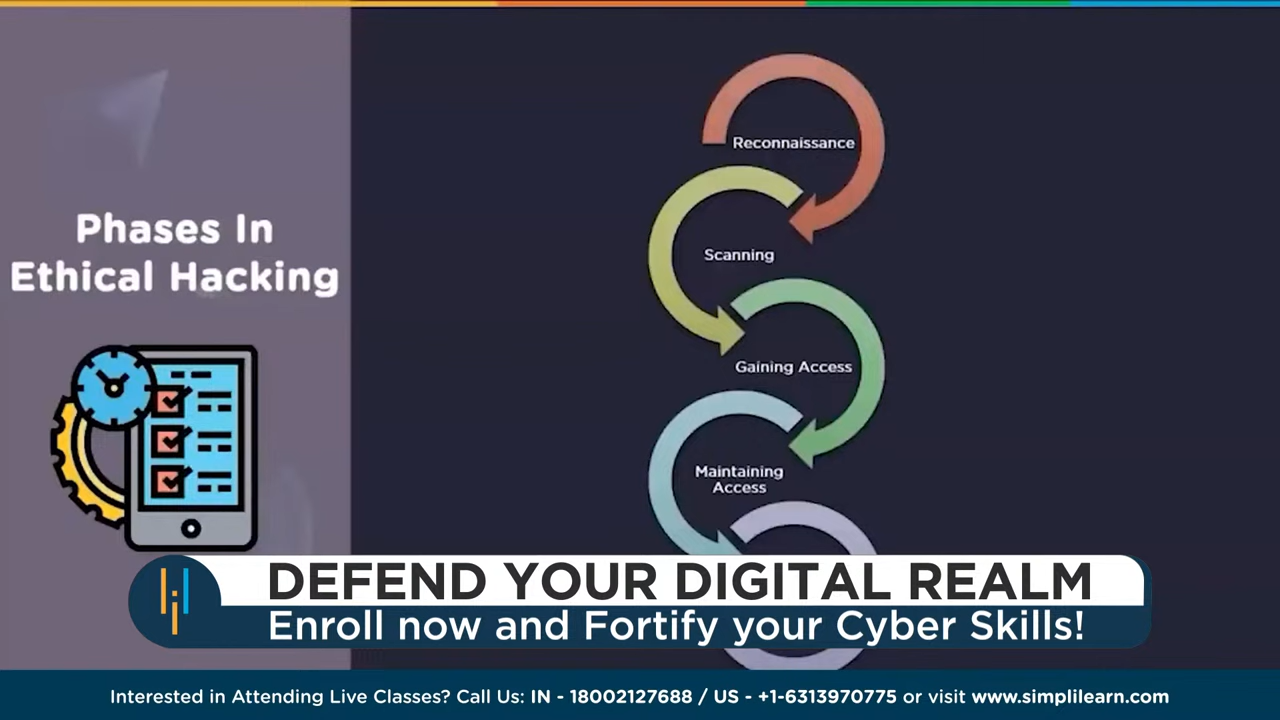 Phases In
Ethical Hacking
Reconnaissance
Scanning
Gaining Access
Maintaining
Access
DEFEND YOUR DIGITAL REALM
Enroll now and Fortify your Cyber Skills!
Interested in Attending Live Classes? Call Us: IN - 18002127688 / US - +1-6313970775 or visit www.simplilearn.com